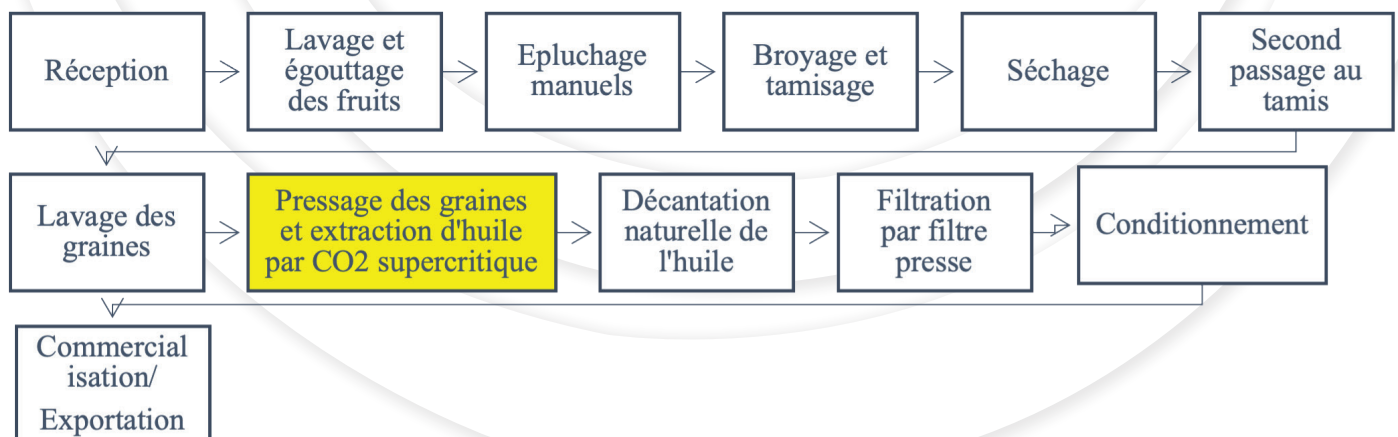 Réception
Lavage et
égouttage
des fruits
Epluchage
manuels
Broyage et
tamisage
Séchage
Second
passage au
tamis
Lavage des
graines
Pressage des graines
et extraction d'huile
par CO2 supercritique
Décantation
naturelle de
l'huile
Filtration
par filtre
presse
Conditionnement
Commercial
isation/
Exportation